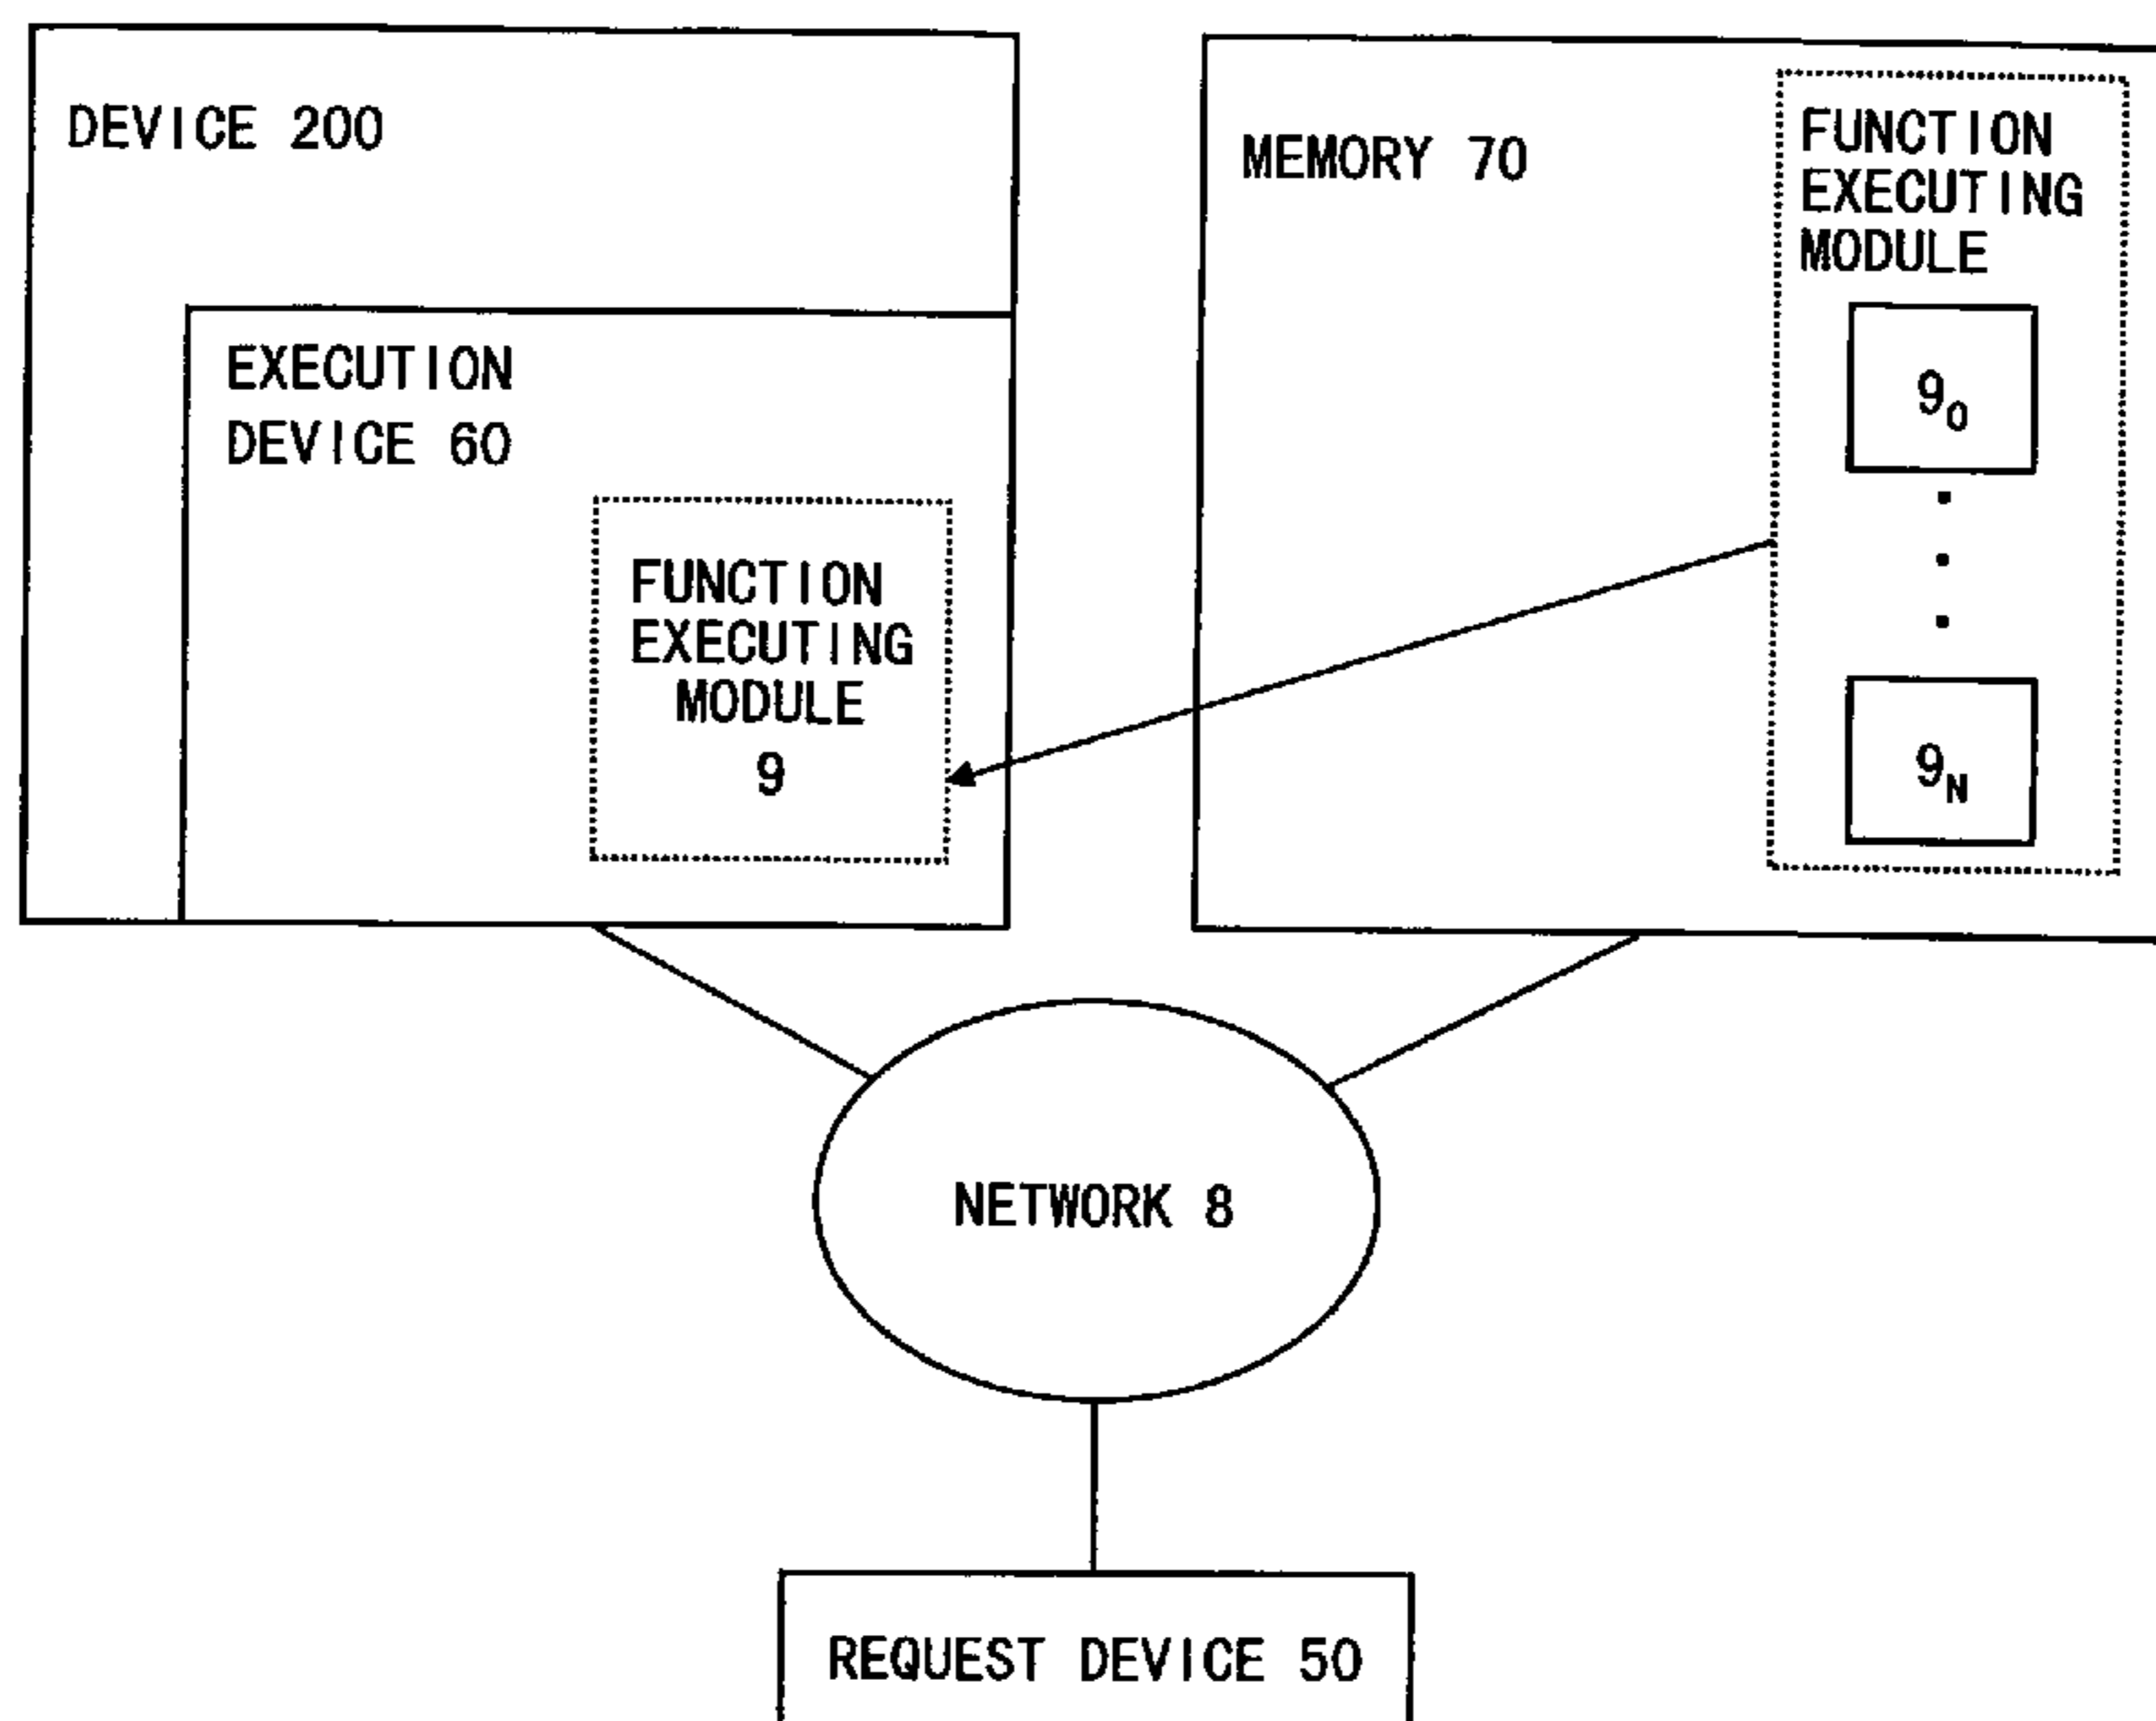 DEVICE 200
EXECUTION
DEVICE 60
FUNCTION
EXECUTING
MODULE
9
MEMORY 70
FUNCTION
EXECUTING
MODULE
9₀
9ₙ
NETWORK 8
REQUEST DEVICE 50